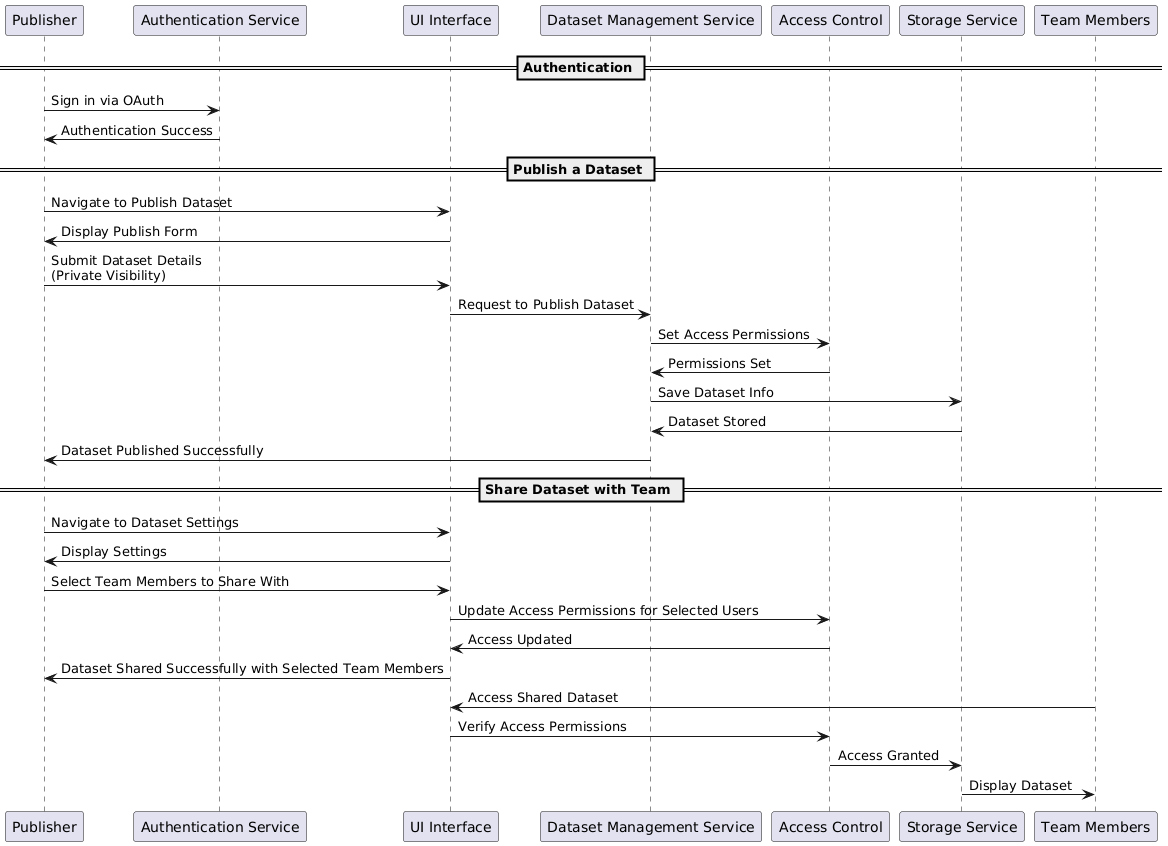 Publisher
Authentication Service
UI Interface
Dataset Management Service
Access Control
Storage Service
Team Members
Authentication
Sign in via OAuth
Authentication Success
Publish a Dataset
Navigate to Publish Dataset
Display Publish Form
Submit Dataset Details
(Private Visibility)
Request to Publish Dataset
Set Access Permissions
Permissions Set
Save Dataset Info
Dataset Stored
Dataset Published Successfully
Share Dataset with Team
Navigate to Dataset Settings
Display Settings
Select Team Members to Share With
Update Access Permissions for Selected Users
Access Updated
Dataset Shared Successfully with Selected Team Members
Access Shared Dataset
Verify Access Permissions
Access Granted
Display Dataset
Publisher
Authentication Service
UI Interface
Dataset Management Service
Access Control
Storage Service
Team Members